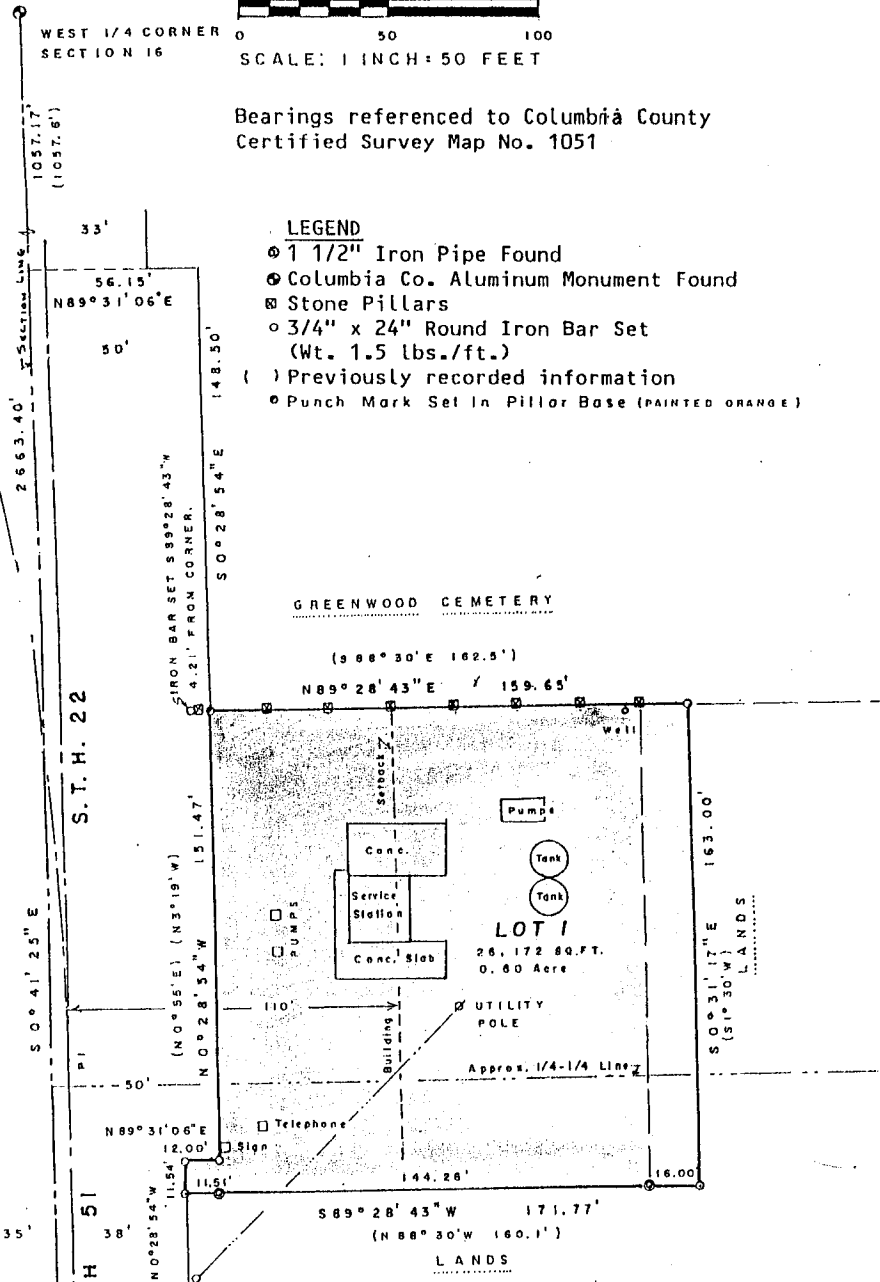 WEST 1/4 CORNER
SECTION 16
0 50 100
SCALE: 1 INCH = 50 FEET
Bearings referenced to Columbia County
Certified Survey Map No. 1051
1057.17'
(1057.6')
33'
Section Line
56.15'
N89°31'06"E
50'
LEGEND
1 1/2" Iron Pipe Found
Columbia Co. Aluminum Monument Found
Stone Pillars
3/4" x 24" Round Iron Bar Set
(Wt. 1.5 lbs./ft.)
( ) Previously recorded information
Punch Mark Set In Pillar Base (PAINTED ORANGE)
2663.40'
148.50'
S0°28'54"E
IRON BAR SET S89°28'43"W
4.21' FROM CORNER.
GREENWOOD CEMETERY
(S88°30'E 162.5')
N89°28'43"E 159.65'
Well
S.T.H. 22
Setback
Pumps
Conc.
Tank
Service
Station
Tank
PUMPS
LOT 1
26,172 SQ.FT.
0.60 Acre
Conc. Slab
151.47'
(N0°55'E) (N3°19'W)
N0°28'54"W
163.00'
S0°31'17"E
(S1°30'W)
LANDS
S0°41'25"E
110'
UTILITY
POLE
Building
PI
Approx. 1/4-1/4 Line
50'
N89°31'06"E
12.00'
Telephone
Sign
11.54'
11.51'
144.26'
16.00'
S89°28'43"W 171.77'
(N88°30'W 160.1')
LANDS
35'
38'
H 51
N0°28'54"W